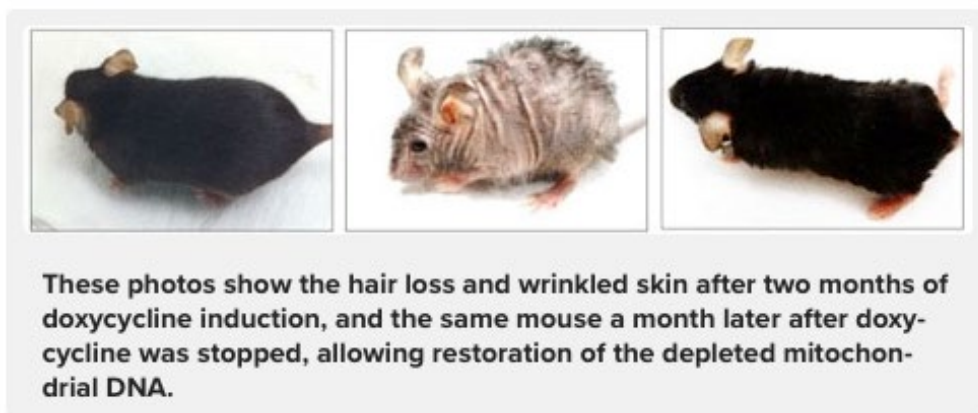 These photos show the hair loss and wrinkled skin after two months of
doxycycline induction, and the same mouse a month later after doxy-
cycline was stopped, allowing restoration of the depleted mitochon-
drial DNA.